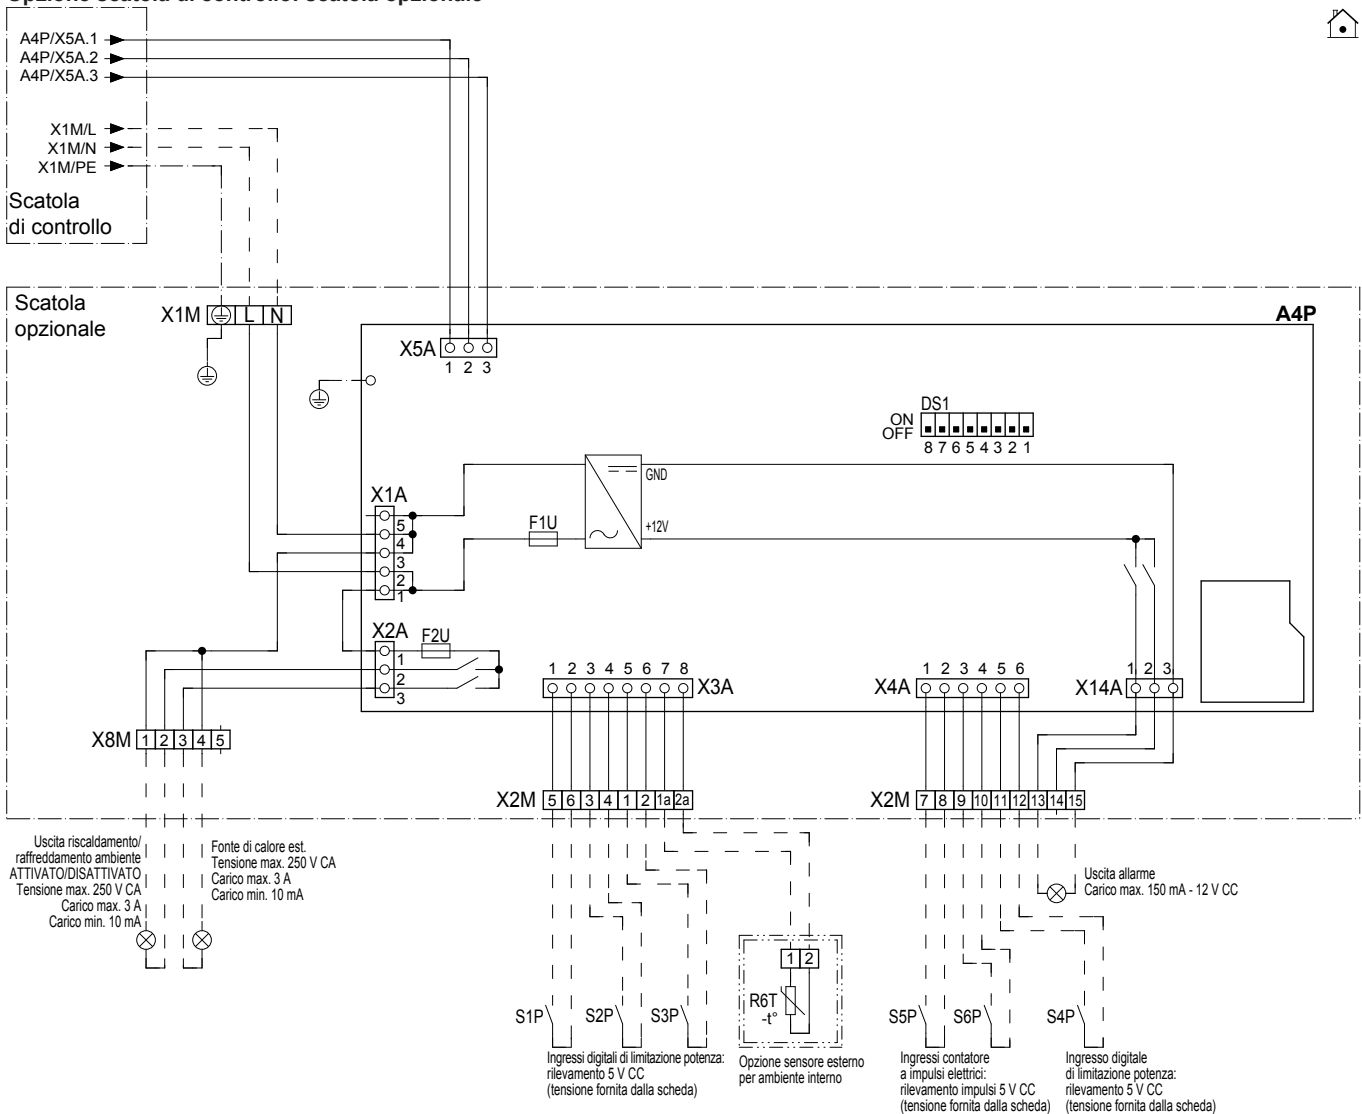 Opzione scatola di controllo: scatola opzionale
A4P/X5A.1
A4P/X5A.2
A4P/X5A.3
X1M/L
X1M/N
X1M/PE
Scatola
di controllo
Scatola
opzionale
X1M
L
N
A4P
X5A
1 2 3
DS1
ON
OFF
8 7 6 5 4 3 2 1
GND
+12V
F1U
X1A
5
4
3
2
1
X2A
F2U
1
2
3
1 2 3 4 5 6 7 8
X3A
1 2 3 4 5 6
X4A
1 2 3
X14A
X8M
1 2 3 4 5
X2M
5 6 3 4 1 2 1a 2a
X2M
7 8 9 10 11 12 13 14 15
Uscita riscaldamento/
raffreddamento ambiente
ATTIVATO/DISATTIVATO
Tensione max. 250 V CA
Carico max. 3 A
Carico min. 10 mA
Fonte di calore est.
Tensione max. 250 V CA
Carico max. 3 A
Carico min. 10 mA
Uscita allarme
Carico max. 150 mA - 12 V CC
1 2
R6T
-t°
S1P
S2P
S3P
S5P
S6P
S4P
Ingressi digitali di limitazione potenza:
rilevamento 5 V CC
(tensione fornita dalla scheda)
Opzione sensore esterno
per ambiente interno
Ingressi contatore
a impulsi elettrici:
rilevamento impulsi 5 V CC
(tensione fornita dalla scheda)
Ingresso digitale
di limitazione potenza:
rilevamento 5 V CC
(tensione fornita dalla scheda)